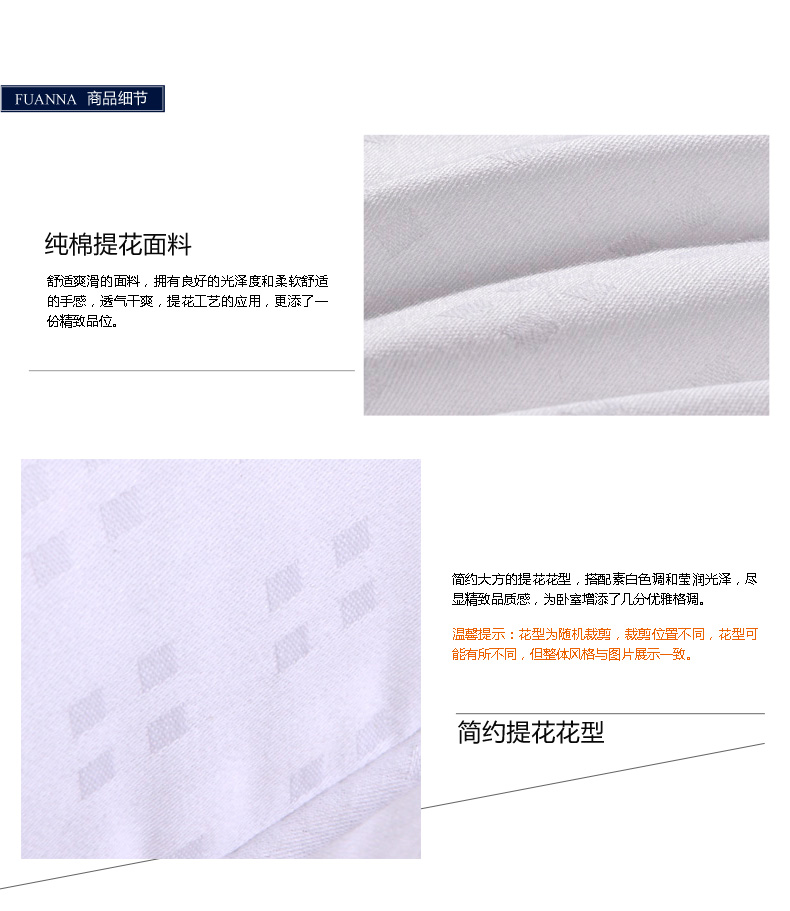 FUANNA 商品细节
纯棉提花面料
舒适爽滑的面料，拥有良好的光泽度和柔软舒适
的手感，透气干爽，提花工艺的应用，更添了一
份精致品位。
简约大方的提花花型，搭配素白色调和莹润光泽，尽
显精致品质感，为卧室增添了几分优雅格调。
温馨提示：花型为随机裁剪，裁剪位置不同，花型可
能有所不同，但整体风格与图片展示一致。
简约提花花型